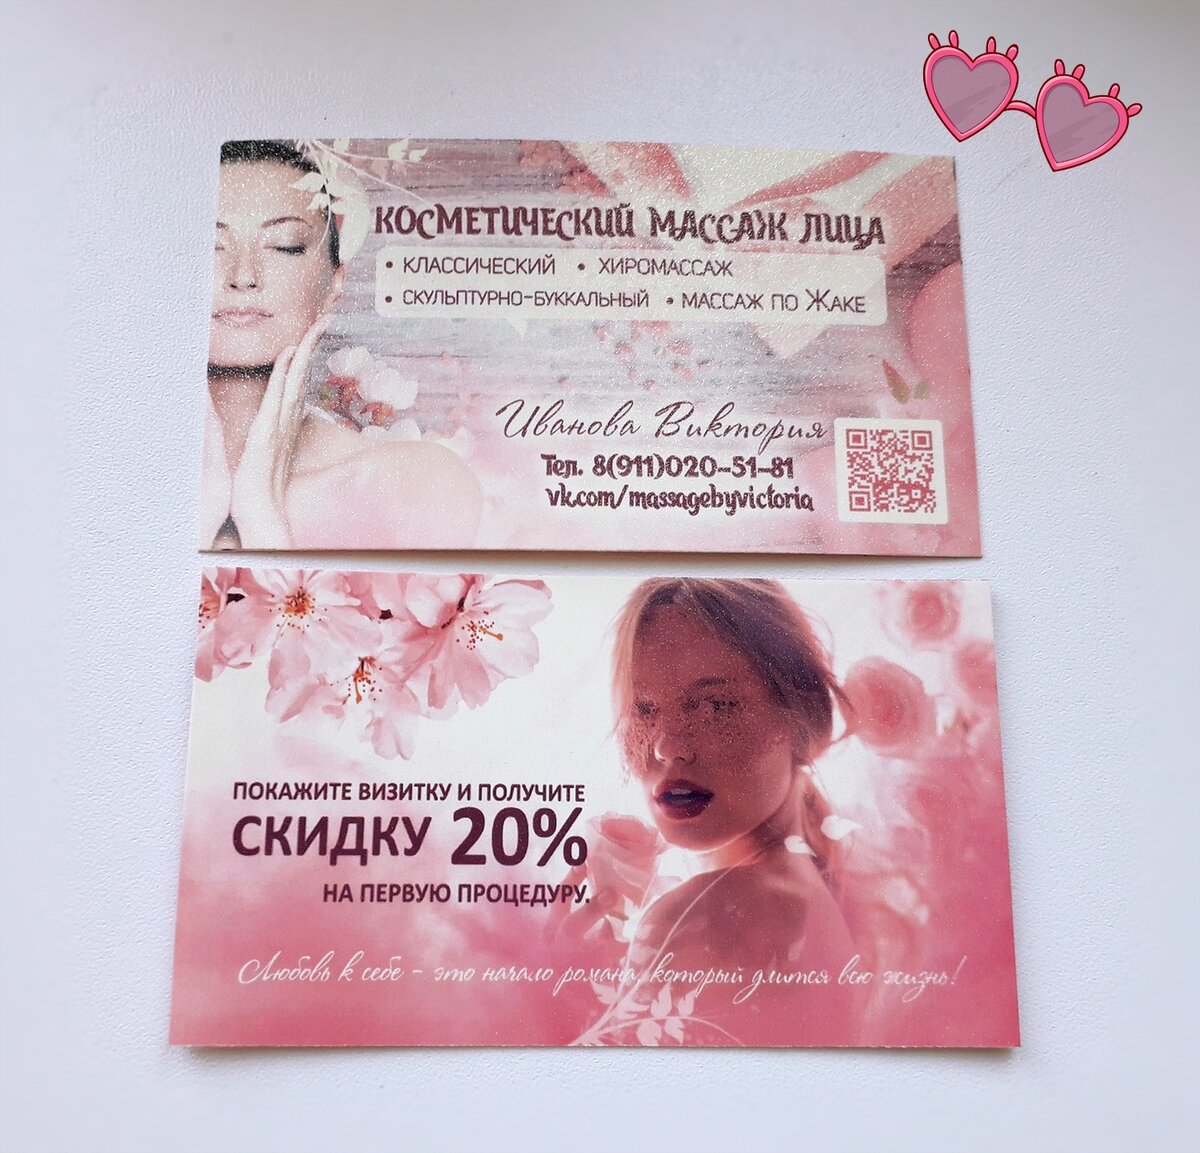 КОСМЕТИЧЕСКИЙ МАССАЖ ЛИЦА
• КЛАССИЧЕСКИЙ • ХИРОМАССАЖ
• СКУЛЬПТУРНО-БУККАЛЬНЫЙ • МАССАЖ ПО ЖАКЕ
Иванова Виктория
Тел. 8(911)020-51-81
vk.com/massagebyvictoria
ПОКАЖИТЕ ВИЗИТКУ И ПОЛУЧИТЕ
СКИДКУ 20%
НА ПЕРВУЮ ПРОЦЕДУРУ.
Любовь к себе - это начало романа, который длится всю жизнь!